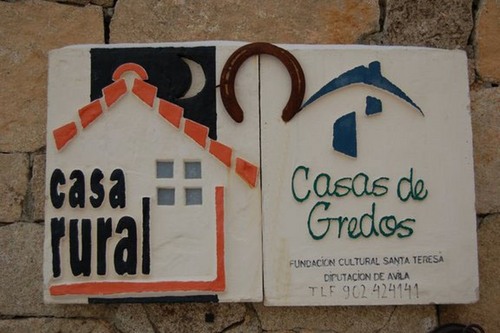 casa
rural
Casas de
Gredos
FUNDACION CULTURAL SANTA TERESA
DIPUTACION DE AVILA
TLF 902 424141